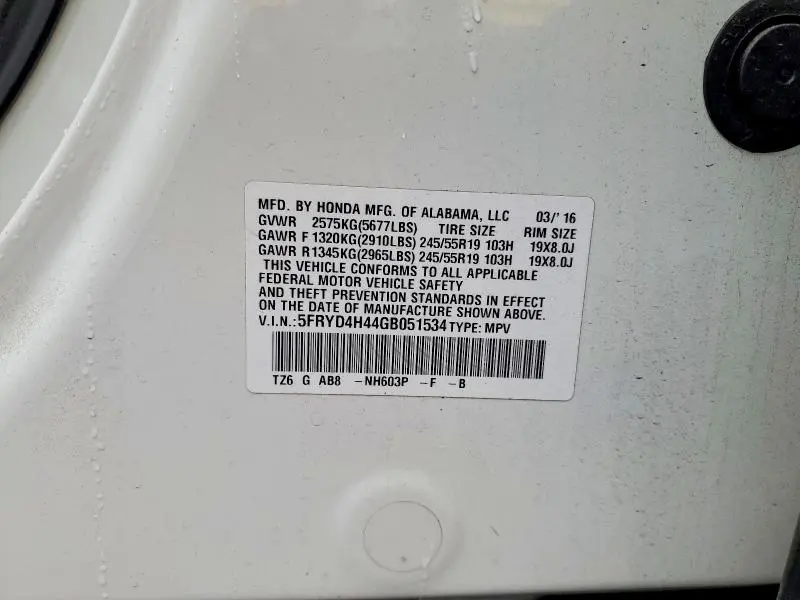 MFD. BY HONDA MFG. OF ALABAMA, LLC 03/'16
GVWR 2575KG(5677LBS) TIRE SIZE RIM SIZE
GAWR F 1320KG(2910LBS) 245/55R19 103H 19X8.0J
GAWR R1345KG(2965LBS) 245/55R19 103H 19X8.0J
THIS VEHICLE CONFORMS TO ALL APPLICABLE
FEDERAL MOTOR VEHICLE SAFETY
AND THEFT PREVENTION STANDARDS IN EFFECT
ON THE DATE OF MANUFACTURE SHOWN ABOVE.
V.I.N.:5FRYD4H44GB051534 TYPE: MPV
TZ6 G AB8 -NH603P -F -B